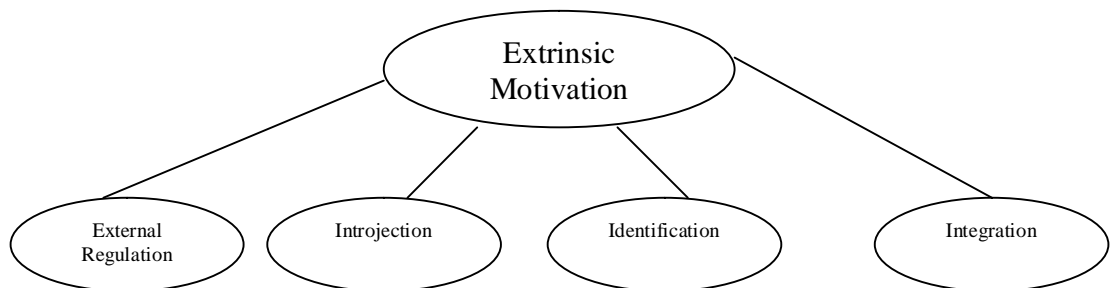 Extrinsic
Motivation
External
Regulation
Introjection
Identification
Integration